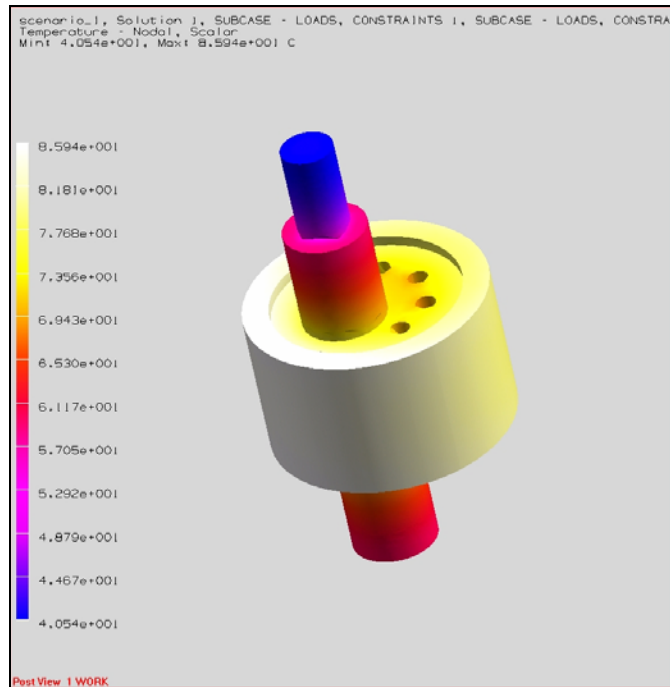 scenario_1, Solution 1, SUBCASE - LOADS, CONSTRAINTS 1, SUBCASE - LOADS, CONSTRA
Temperature - Nodal, Scalar
Min: 4.054e+001, Max: 8.594e+001 C
8.594e+001
8.181e+001
7.768e+001
7.356e+001
6.943e+001
6.530e+001
6.117e+001
5.705e+001
5.292e+001
4.879e+001
4.467e+001
4.054e+001
Post View 1 WORK